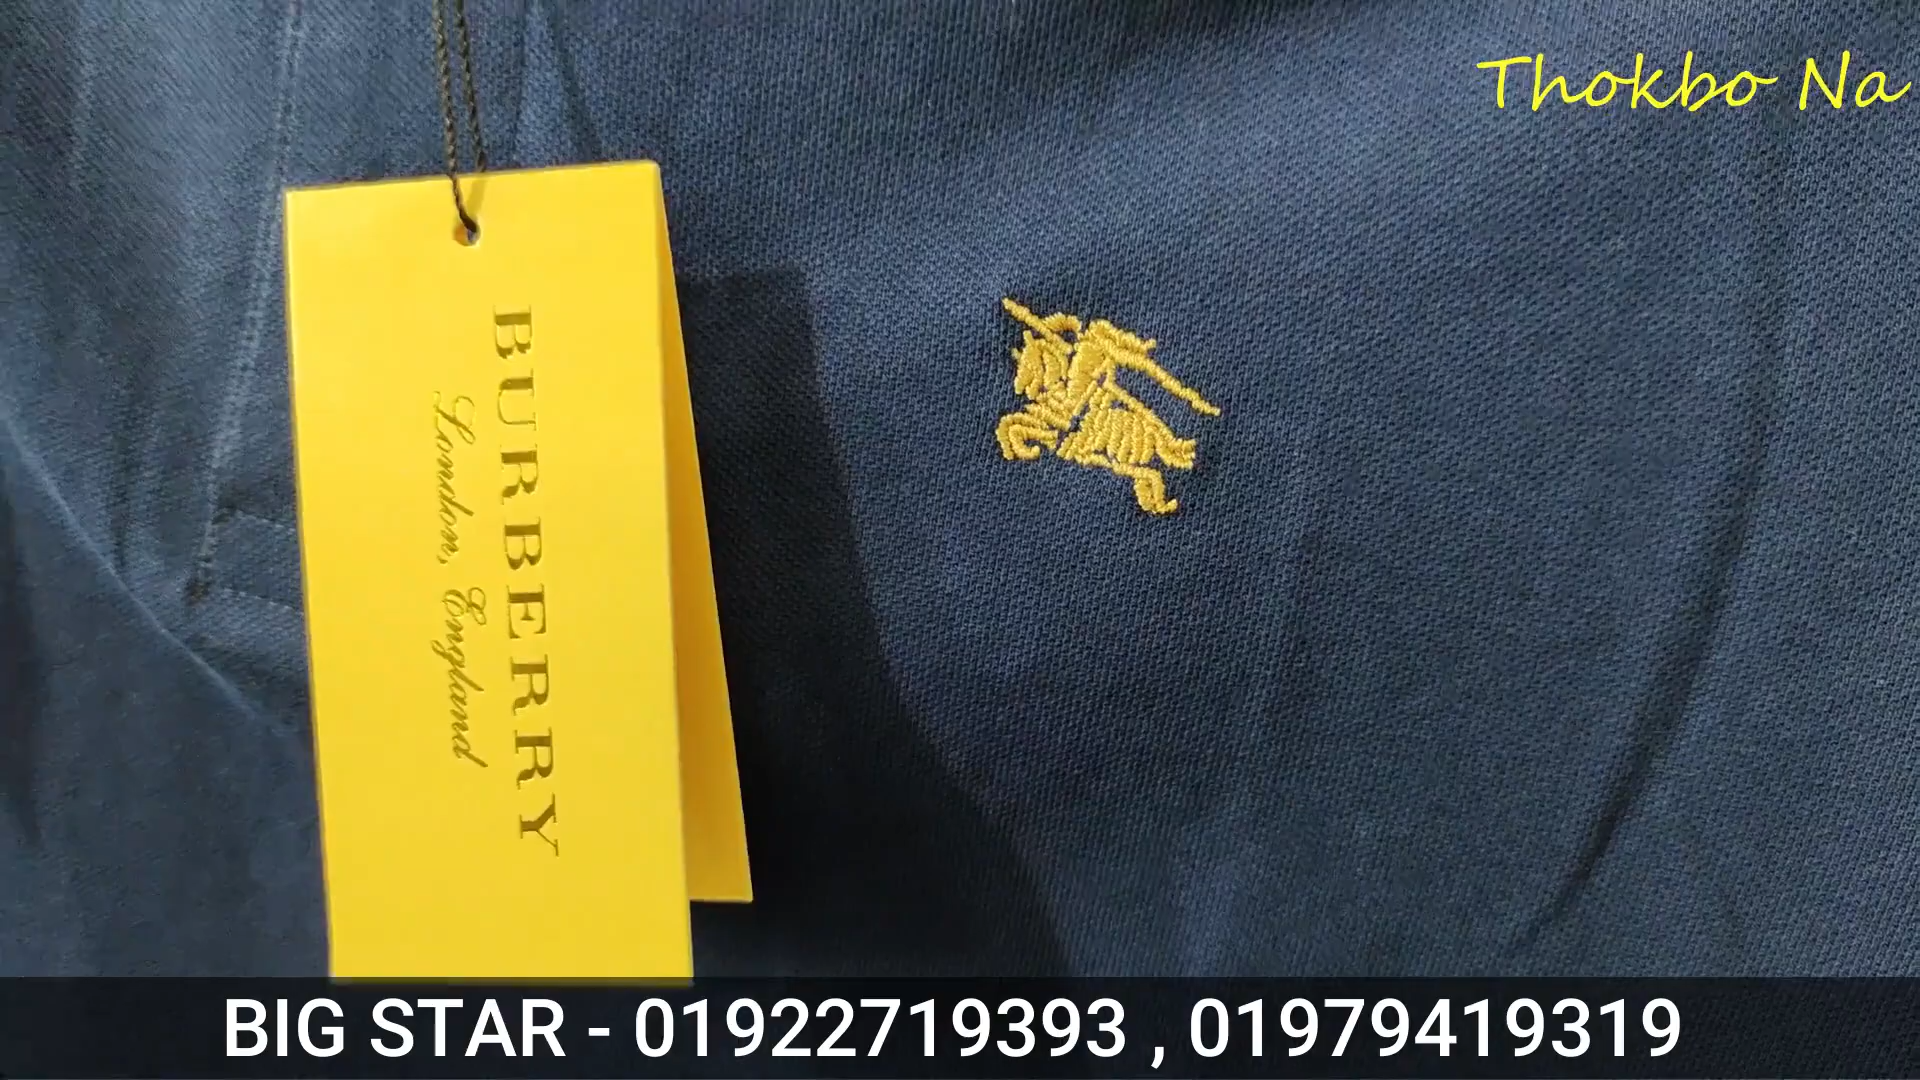 Thokbo Na
BURBERRY
London, England
BIG STAR - 01922719393 , 01979419319